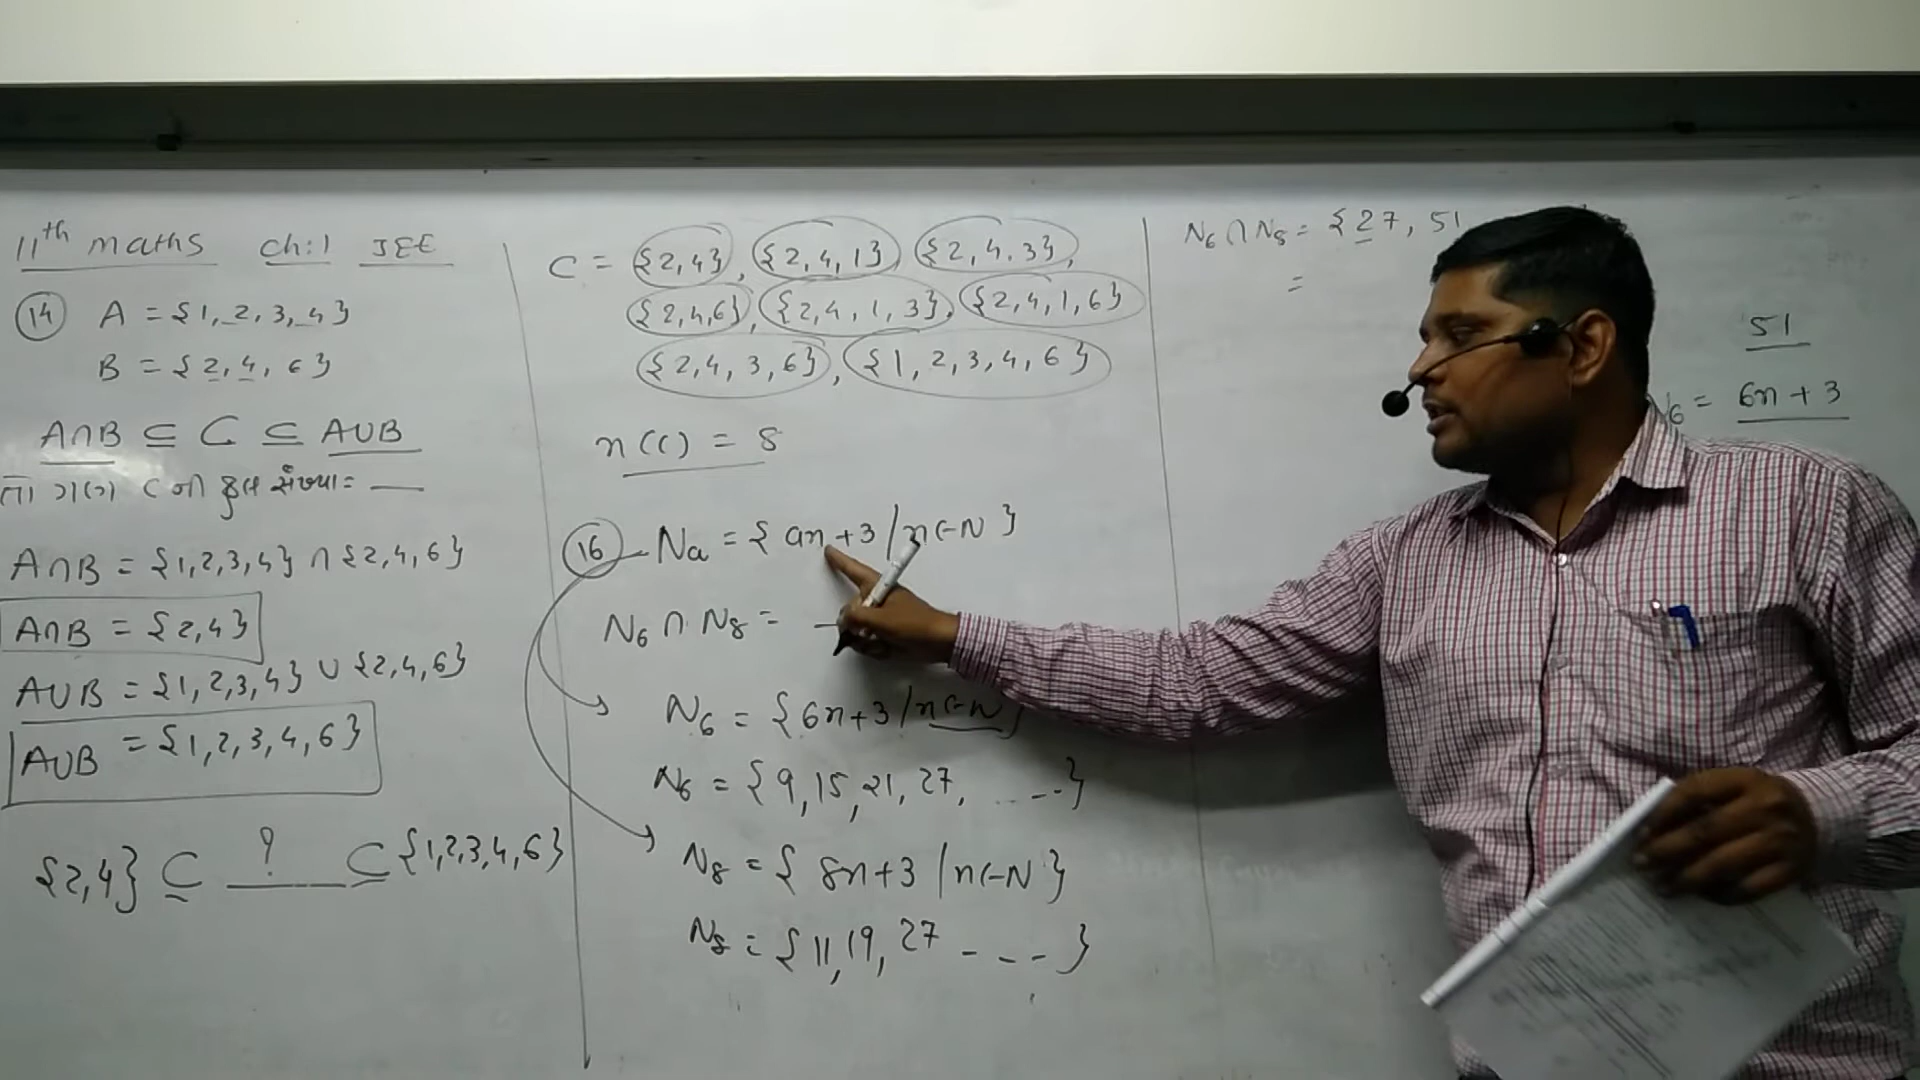 11th maths ch:1 JEE
14 A = {1, 2, 3, 4}
B = {2, 4, 6}
A∩B ⊆ C ⊆ A∪B
A∩B = {1,2,3,4} ∩ {2,4,6}
A∩B = {2,4}
A∪B = {1,2,3,4} ∪ {2,4,6}
A∪B = {1,2,3,4,6}
{2,4} ⊆ ? ⊆ {1,2,3,4,6}
C = {2,4}, {2,4,1}, {2,4,3},
{2,4,6}, {2,4,1,3}, {2,4,1,6}
{2,4,3,6}, {1,2,3,4,6}
n(C) = 8
16 Na = {an+3/n∈N}
N6 ∩ N8 =
N6 = {6n+3/n∈N}
N6 = {9,15,21,27, ....-}
N8 = {8n+3/n∈N}
N8 = {11,19,27 - - - -}
N6 ∩ N8 = {27, 51
=
51
6 = 6n+3